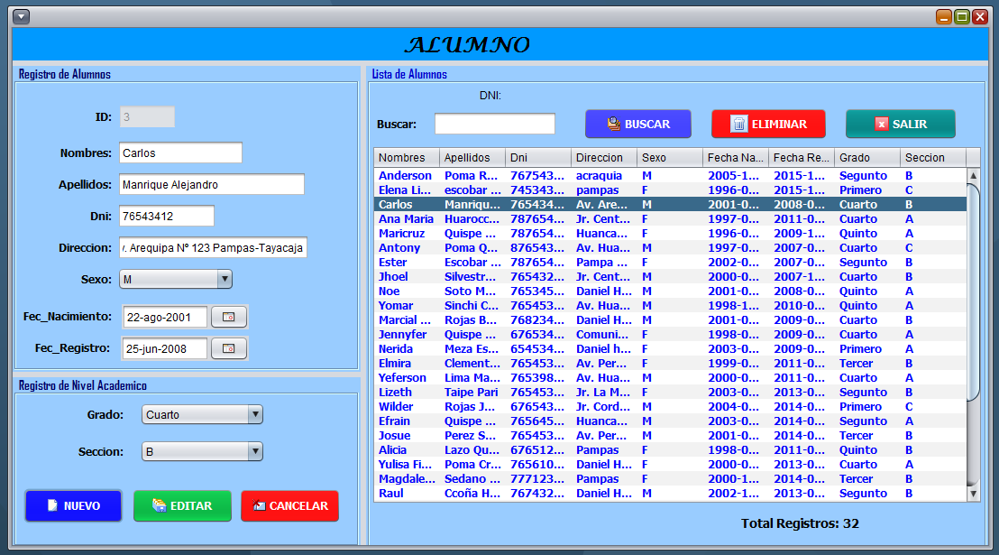 ALUMNO
Registro de Alumnos
ID: 3
Nombres: Carlos
Apellidos: Manrique Alejandro
Dni: 76543412
Direccion: . Arequipa Nº 123 Pampas-Tayacaja
Sexo: M
Fec_Nacimiento: 22-ago-2001
Fec_Registro: 25-jun-2008
Registro de Nivel Academico
Grado: Cuarto
Seccion: B
NUEVO EDITAR CANCELAR
Lista de Alumnos
DNI:
Buscar: BUSCAR ELIMINAR SALIR
Nombres Apellidos Dni Direccion Sexo Fecha Na... Fecha Re... Grado Seccion
Anderson Poma R... 767543... acraquia M 2005-1... 2015-1... Segunto B
Elena Li... escobar ... 745343... pampas F 1996-0... 2015-1... Primero C
Carlos Manriqu... 765434... Av. Are... M 2001-0... 2008-0... Cuarto B
Ana Maria Huarocc... 787654... Jr. Cent... F 1997-0... 2011-0... Cuarto A
Maricruz Quispe ... 787654... Huanca... F 1996-0... 2009-1... Quinto A
Antony Poma Q... 876543... Av. Hua... M 1997-0... 2007-0... Cuarto C
Ester Escobar ... 787654... Pampa ... F 2002-0... 2007-0... Segunto B
Jhoel Silvestr... 765432... Jr. Cent... M 2000-0... 2007-1... Cuarto B
Noe Soto M... 765345... Daniel H... M 2001-0... 2008-0... Quinto A
Yomar Sinchi C... 765453... Av. Hua... M 1998-1... 2010-0... Quinto A
Marcial ... Rojas B... 768234... Daniel H... M 2001-0... 2009-0... Cuarto B
Jennyfer Quispe ... 676534... Comuni... F 1998-0... 2009-0... Cuarto A
Nerida Meza Es... 654534... Daniel h... F 2003-0... 2009-0... Primero A
Elmira Clement... 765453... Av. Per... F 1999-0... 2011-0... Tercer B
Yeferson Lima Ma... 765398... Av. Hua... M 2000-0... 2011-0... Cuarto A
Lizeth Taipe Pari 765453... Jr. La M... F 2003-0... 2013-0... Segunto B
Wilder Rojas J... 676543... Jr. Cord... M 2004-0... 2014-0... Primero C
Efrain Quispe ... 765645... Huanca... M 2003-0... 2014-0... Segunto A
Josue Perez S... 765453... Av. Per... M 2001-0... 2014-0... Tercer B
Alicia Lazo Qu... 676512... Pampas F 1998-0... 2011-0... Quinto B
Yulisa Fi... Poma Cr... 765610... Daniel H... F 2000-0... 2013-0... Cuarto A
Magdale... Sedano ... 777123... Pampas F 2000-1... 2014-0... Tercer B
Raul Ccoña H... 767432... Daniel H... M 2002-1... 2013-0... Segunto B
Total Registros: 32